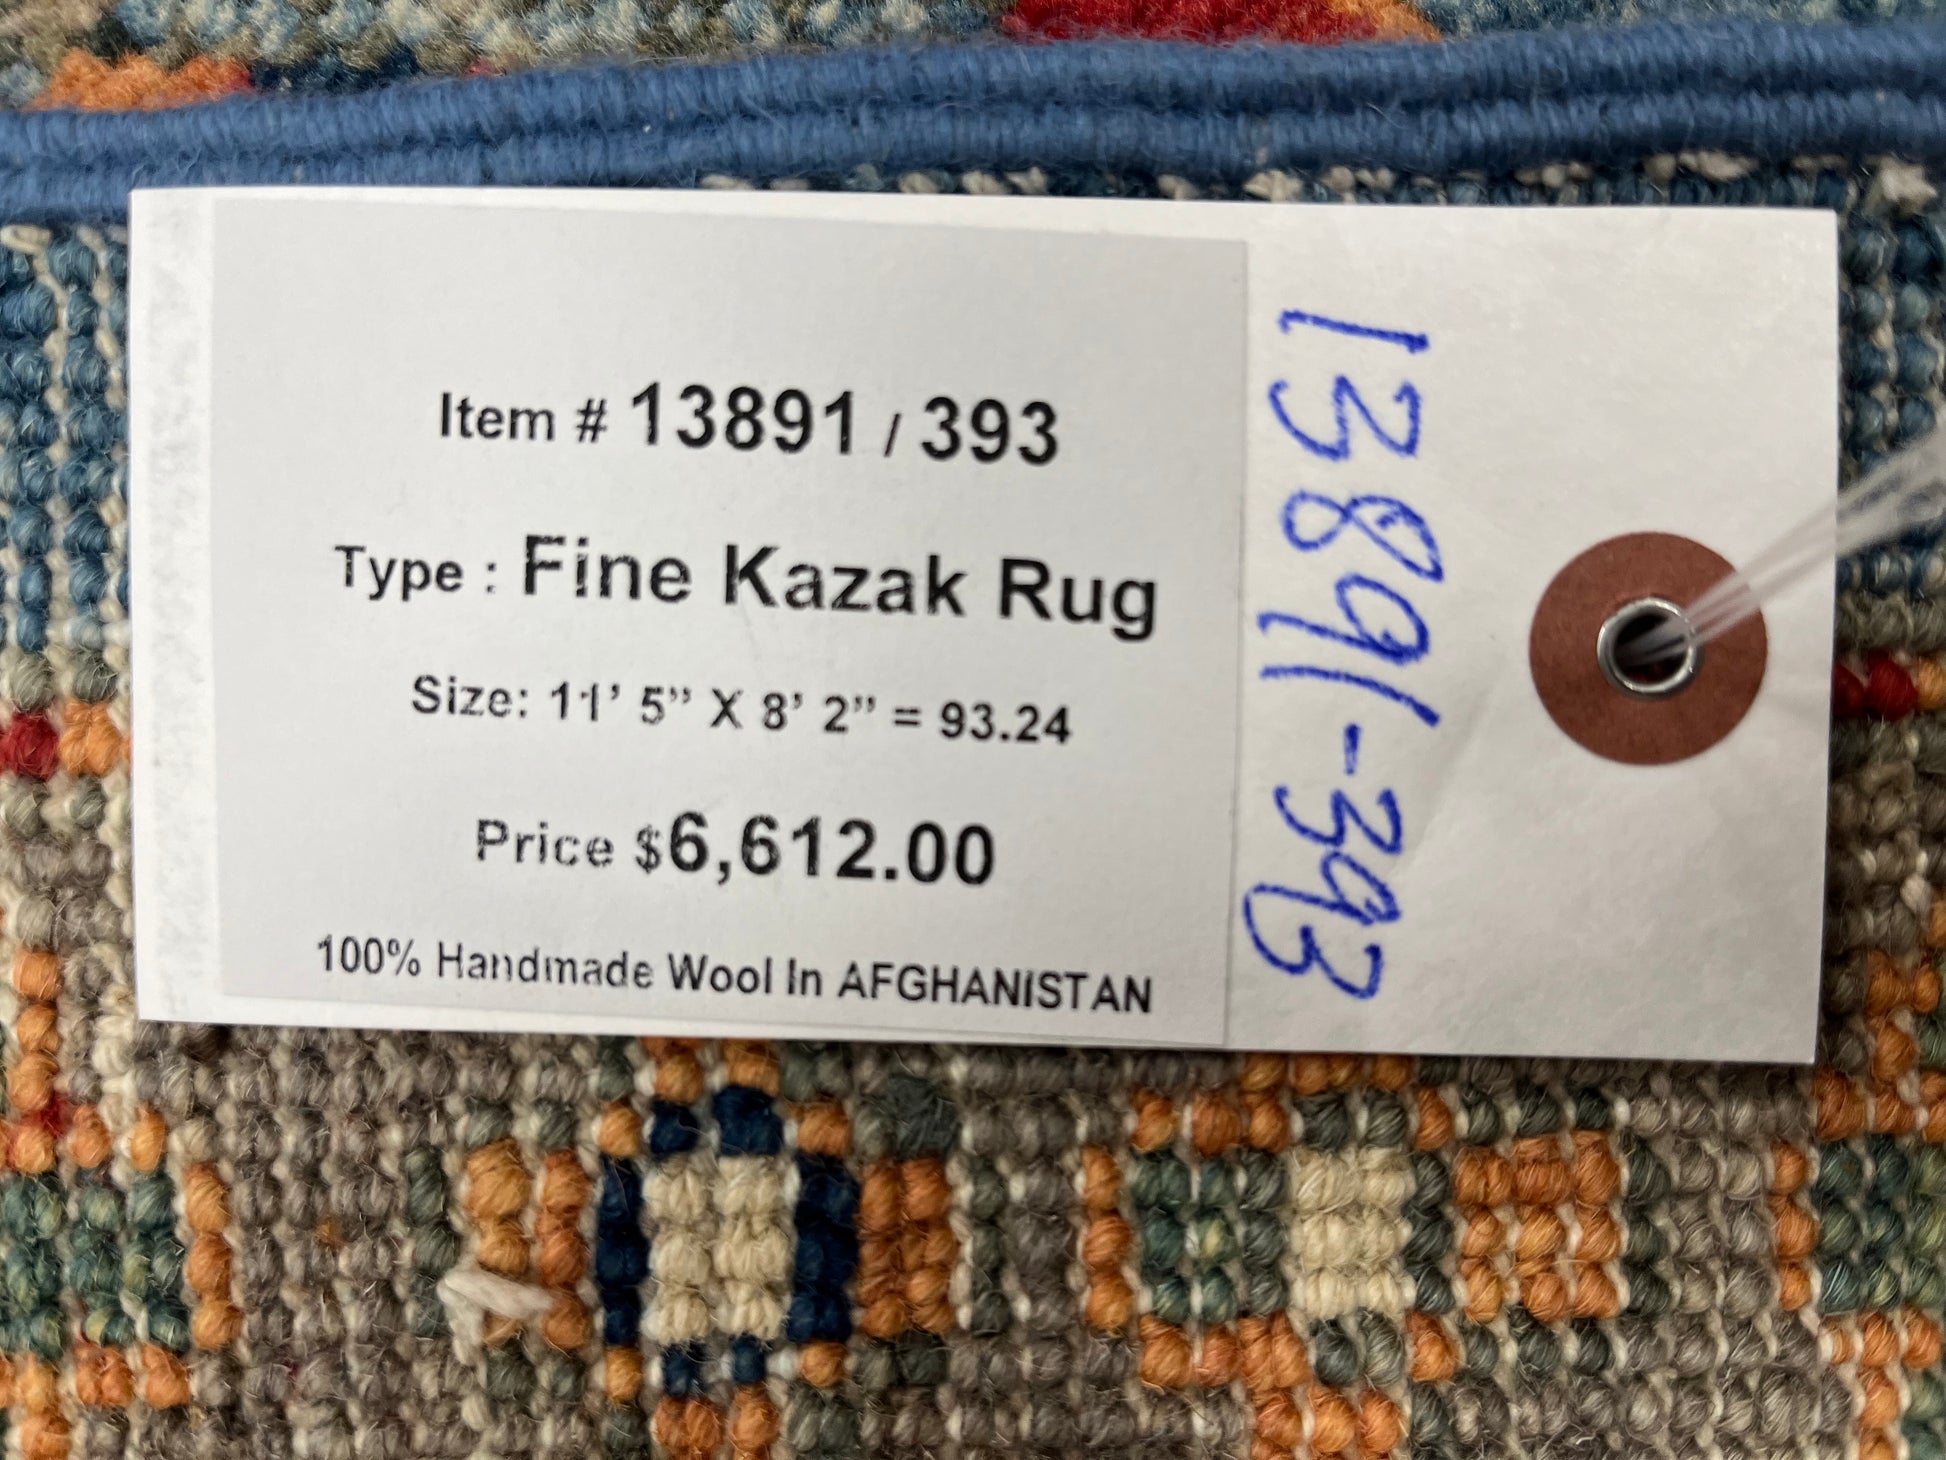 Item # 13891 / 393
Type : Fine Kazak Rug
Size: 11’ 5” X 8’ 2” = 93.24
Price $6,612.00
100% Handmade Wool In AFGHANISTAN
13891-393